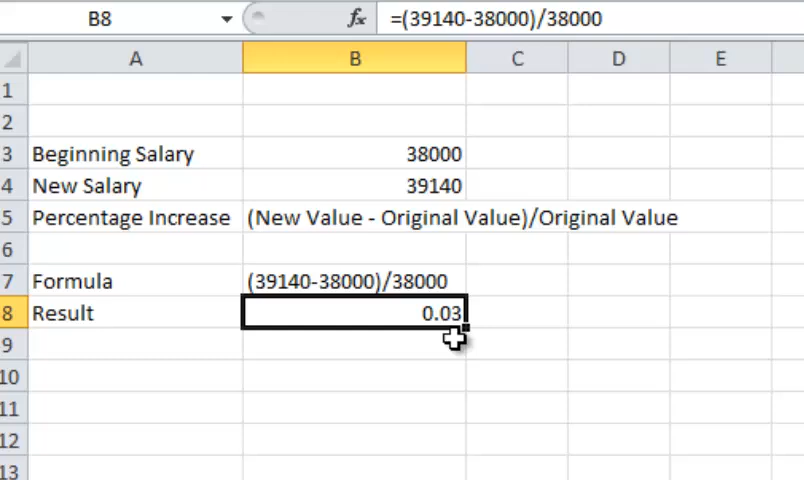 B8 fx =(39140-38000)/38000
A B C D E
1
2
3 Beginning Salary 38000
4 New Salary 39140
5 Percentage Increase (New Value - Original Value)/Original Value
6
7 Formula (39140-38000)/38000
8 Result 0.03
9
10
11
12
13